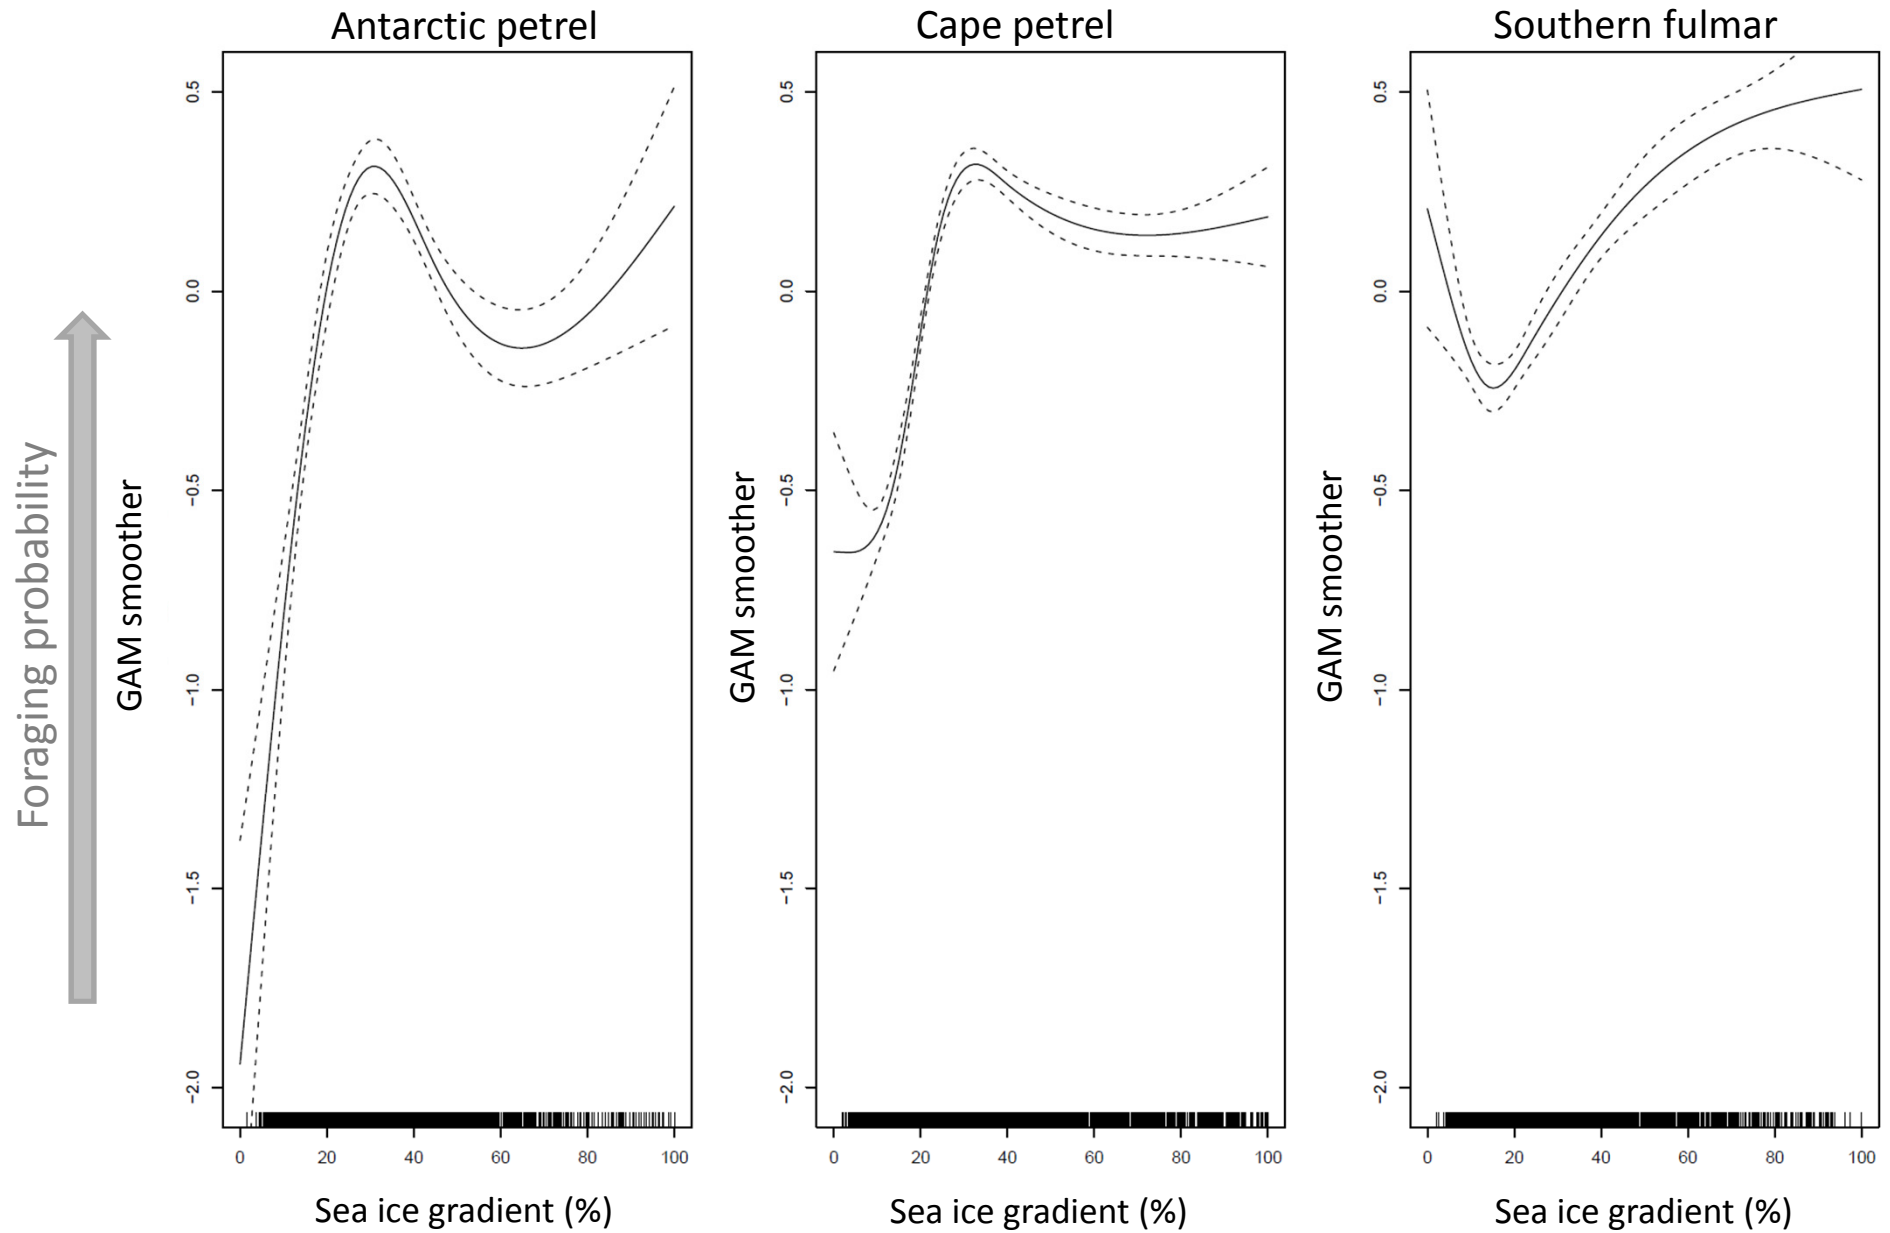 Antarctic petrel
Cape petrel
Southern fulmar
Foraging probability
GAM smoother
0.5
0.0
−0.5
−1.0
−1.5
−2.0
0 20 40 60 80 100
Sea ice gradient (%)
GAM smoother
0.5
0.0
−0.5
−1.0
−1.5
−2.0
0 20 40 60 80 100
Sea ice gradient (%)
GAM smoother
0.5
0.0
−0.5
−1.0
−1.5
−2.0
0 20 40 60 80 100
Sea ice gradient (%)